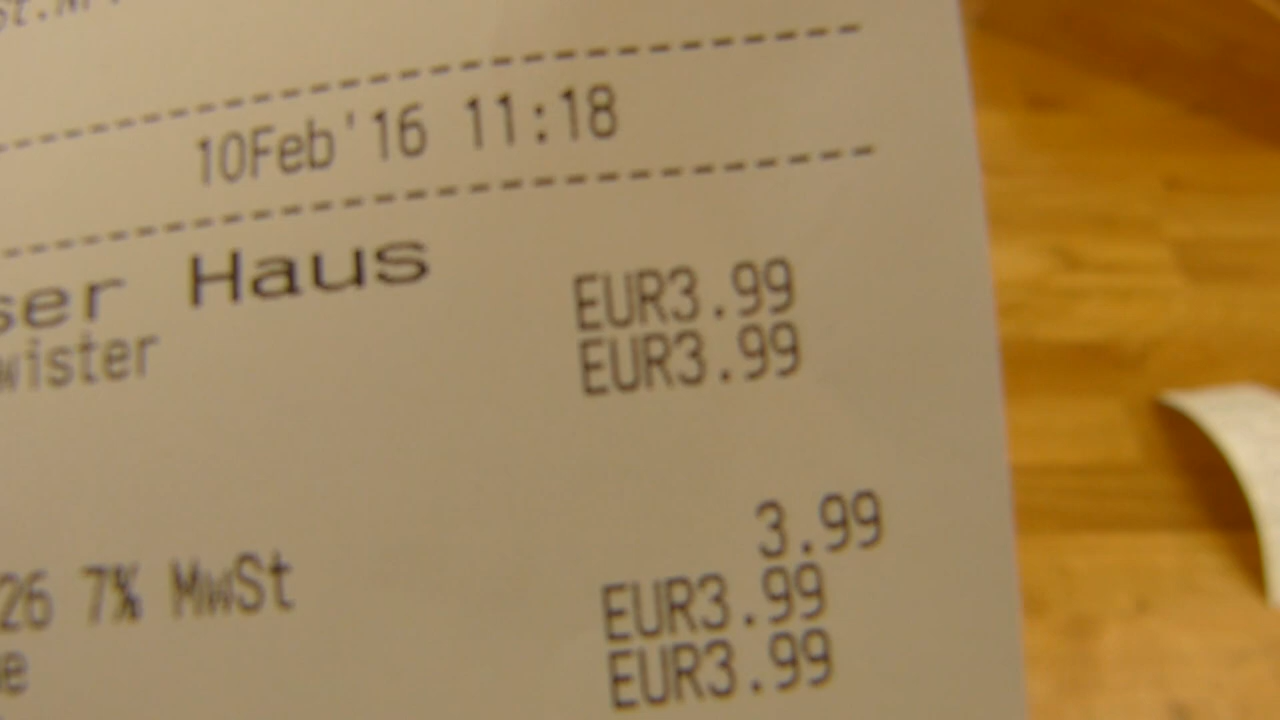 10Feb'16 11:18
ser Haus
EUR3.99
wister
EUR3.99
3.99
26 7% MwSt
EUR3.99
e
EUR3.99